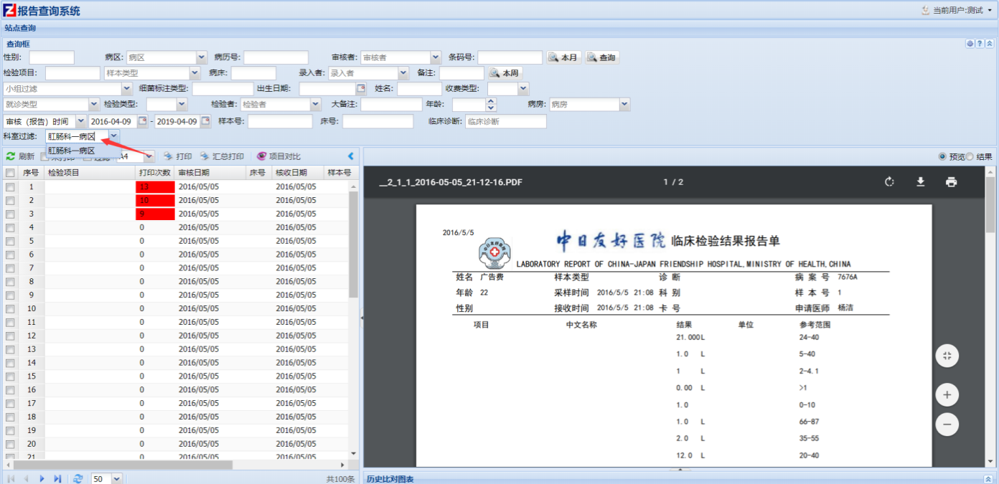 报告查询系统 当前用户:测试
站点查询
查询框
性别: 病区: 病区 病历号: 审核者: 审核者 条码号: 本月 查询
检验项目: 样本类型 病床: 录入者: 录入者 备注: 本周
小组过滤 细菌标注类型: 出生日期: 姓名: 收费类型:
就诊类型 检验类型: 检验者: 检验者 大备注: 年龄: 病房: 病房
审核（报告）时间 2016-04-09 - 2019-04-09 样本号: 床号: 临床诊断: 临床诊断
科室过滤: 肛肠科一病区
肛肠科一病区
刷新 A4 打印 汇总打印 项目对比 预览 结果
序号 检验项目 打印次数 审核日期 床号 核收日期 样本号
1 13 2016/05/05 2016/05/05
2 10 2016/05/05 2016/05/05
3 9 2016/05/05 2016/05/05
4 0 2016/05/05 2016/05/05
5 0 2016/05/05 2016/05/05
6 0 2016/05/05 2016/05/05
7 0 2016/05/05 2016/05/05
8 0 2016/05/05 2016/05/05
9 0 2016/05/05 2016/05/05
10 0 2016/05/05 2016/05/05
11 0 2016/05/05 2016/05/05
12 0 2016/05/05 2016/05/05
13 0 2016/05/05 2016/05/05
14 0 2016/05/05 2016/05/05
15 0 2016/05/05 2016/05/05
16 0 2016/05/05 2016/05/05
17 0 2016/05/05 2016/05/05
18 0 2016/05/05 2016/05/05
19 0 2016/05/05 2016/05/05
20 0 2016/05/05 2016/05/05
21 0 2016/05/05 2016/05/05
50 共100条
__2_1_1_2016-05-05_21-12-16.PDF 1 / 2
2016/5/5
中日友好医院 临床检验结果报告单
LABORATORY REPORT OF CHINA-JAPAN FRIENDSHIP HOSPITAL,MINISTRY OF HEALTH,CHINA
姓名 广告费 样本类型 诊 断 病 案 号 7676A
年龄 22 采样时间 2016/5/5 21:08 科 别 样 本 号 1
性别 接收时间 2016/5/5 21:08 卡 号 申请医师 杨洁
项目 中文名称 结果 单位 参考范围
21.000L 24-40
1.0 L 5-40
1 L 2-4.1
0.00 L >1
1.0 0-10
1.0 L 66-87
2.0 L 35-55
12.0 L 20-40
历史比对图表